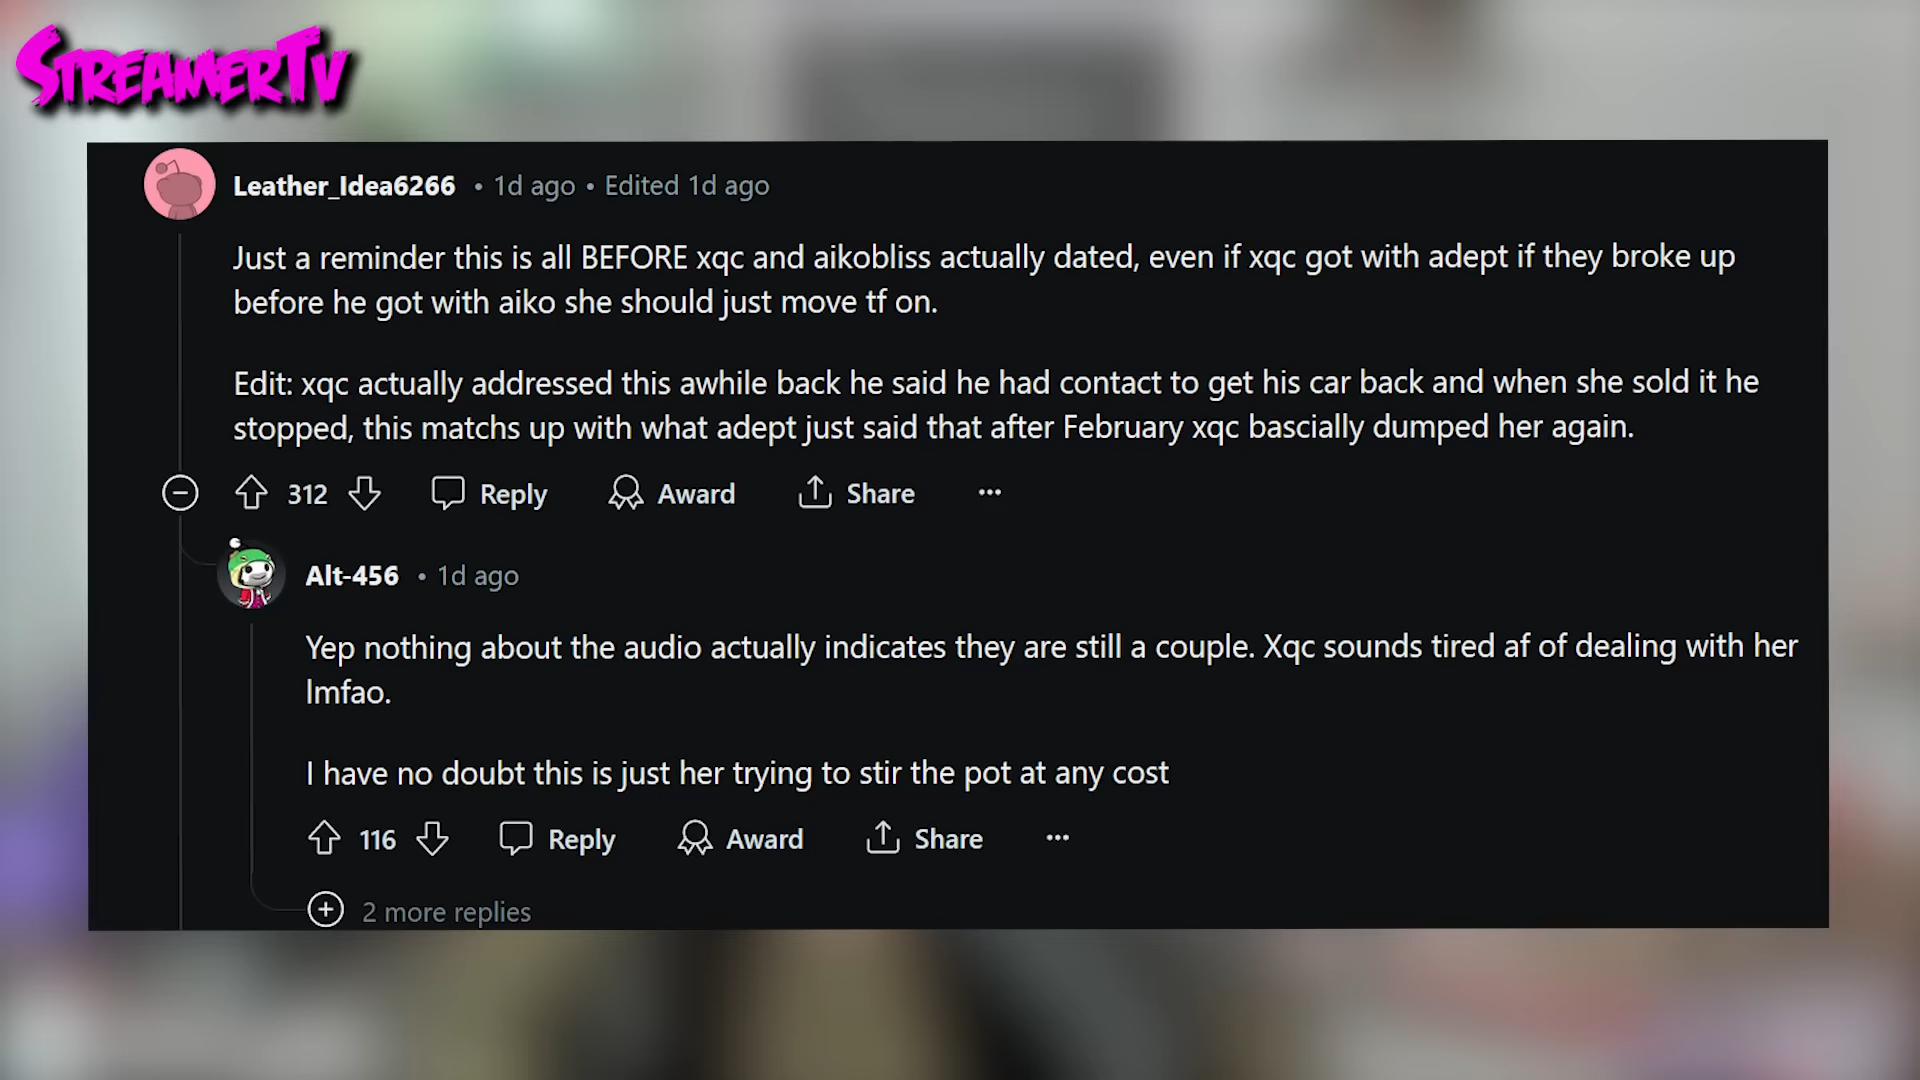 STREAMERTV
Leather_Idea6266 • 1d ago • Edited 1d ago
Just a reminder this is all BEFORE xqc and aikobliss actually dated, even if xqc got with adept if they broke up
before he got with aiko she should just move tf on.
Edit: xqc actually addressed this awhile back he said he had contact to get his car back and when she sold it he
stopped, this matchs up with what adept just said that after February xqc bascially dumped her again.
312 Reply Award Share ...
Alt-456 • 1d ago
Yep nothing about the audio actually indicates they are still a couple. Xqc sounds tired af of dealing with her
lmfao.
I have no doubt this is just her trying to stir the pot at any cost
116 Reply Award Share ...
2 more replies